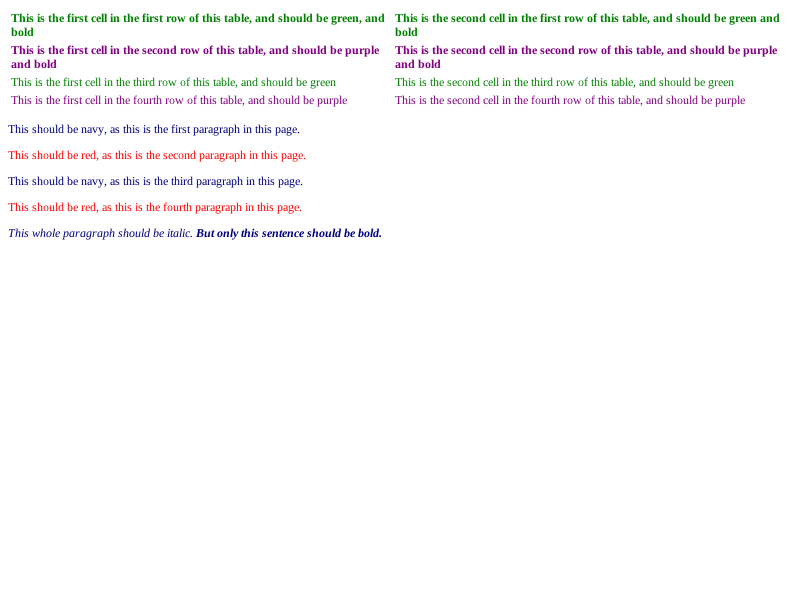 This is the first cell in the first row of this table, and should be green, and
bold
This is the second cell in the first row of this table, and should be green and
bold
This is the first cell in the second row of this table, and should be purple
and bold
This is the second cell in the second row of this table, and should be purple
and bold
This is the first cell in the third row of this table, and should be green
This is the second cell in the third row of this table, and should be green
This is the first cell in the fourth row of this table, and should be purple
This is the second cell in the fourth row of this table, and should be purple
This should be navy, as this is the first paragraph in this page.
This should be red, as this is the second paragraph in this page.
This should be navy, as this is the third paragraph in this page.
This should be red, as this is the fourth paragraph in this page.
This whole paragraph should be italic. But only this sentence should be bold.